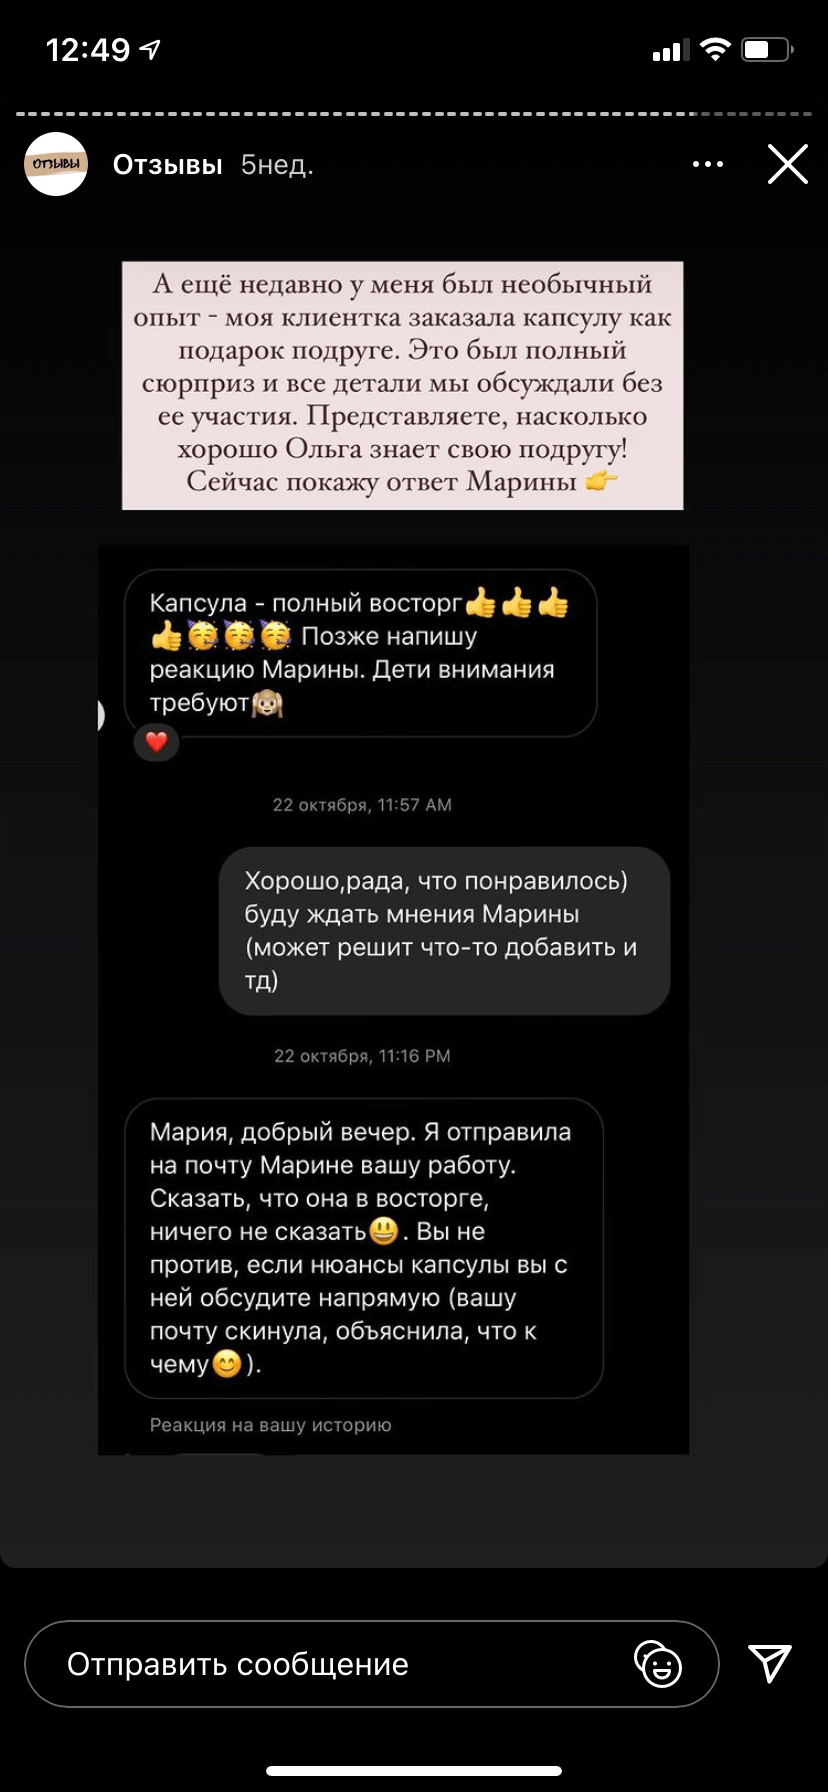 12:49
ОТЗЫВЫ
Отзывы 5нед.
А ещё недавно у меня был необычный
опыт - моя клиентка заказала капсулу как
подарок подруге. Это был полный
сюрприз и все детали мы обсуждали без
ее участия. Представляете, насколько
хорошо Ольга знает свою подругу!
Сейчас покажу ответ Марины 👉
Капсула - полный восторг👍👍👍
👍🥳🥳🥳 Позже напишу
реакцию Марины. Дети внимания
требуют🙉
❤️
22 октября, 11:57 AM
Хорошо,рада, что понравилось)
буду ждать мнения Марины
(может решит что-то добавить и
тд)
22 октября, 11:16 PM
Мария, добрый вечер. Я отправила
на почту Марине вашу работу.
Сказать, что она в восторге,
ничего не сказать😃. Вы не
против, если нюансы капсулы вы с
ней обсудите напрямую (вашу
почту скинула, объяснила, что к
чему😊).
Реакция на вашу историю
Отправить сообщение